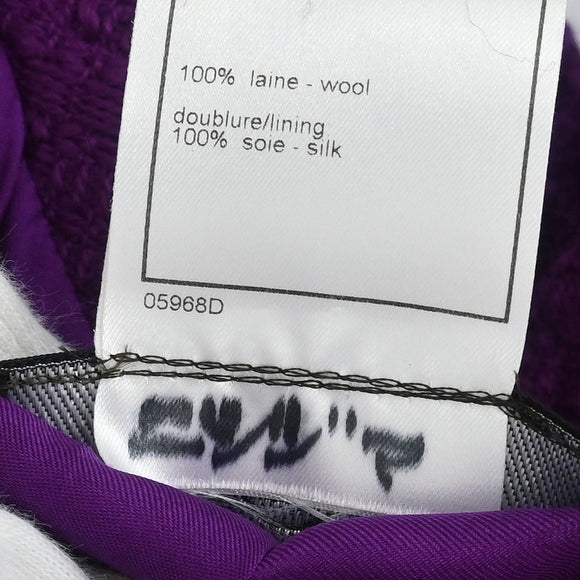 100% laine - wool
doublure/lining
100% soie - silk
05968D